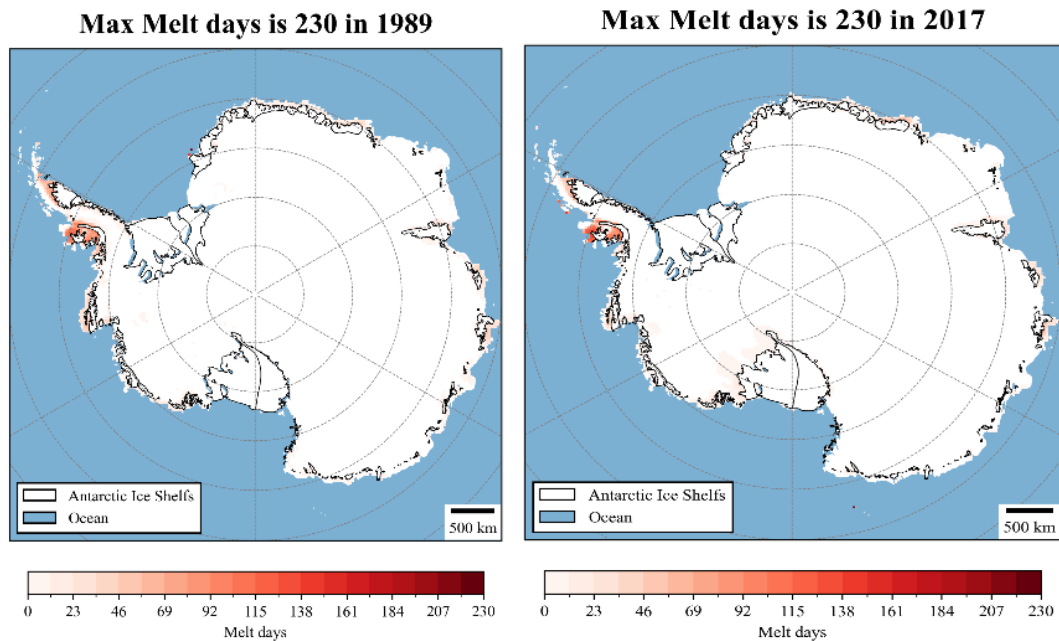 Max Melt days is 230 in 1989
Antarctic Ice Shelfs
Ocean
500 km
0 23 46 69 92 115 138 161 184 207 230
Melt days
Max Melt days is 230 in 2017
Antarctic Ice Shelfs
Ocean
500 km
0 23 46 69 92 115 138 161 184 207 230
Melt days